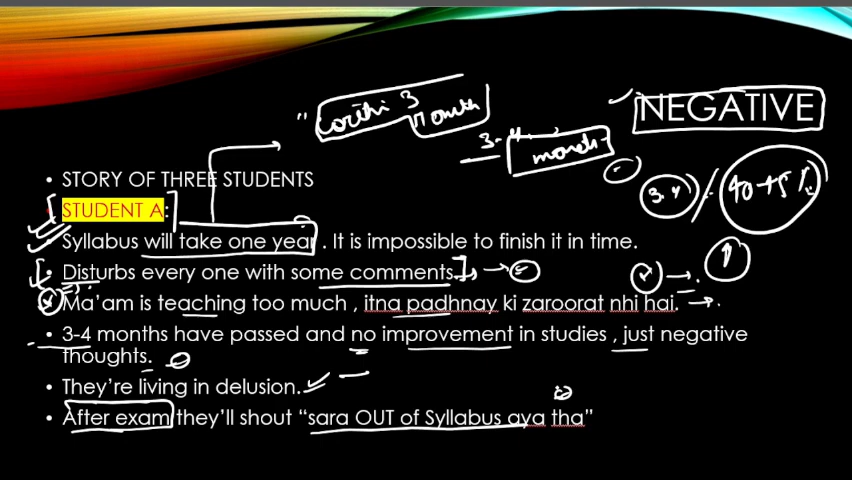 NEGATIVE
3
month
• STORY OF THREE STUDENTS
• STUDENT A:
• Syllabus will take one year . It is impossible to finish it in time.
• Disturbs every one with some comments.
• Ma'am is teaching too much , itna padhnay ki zaroorat nhi hai.
• 3-4 months have passed and no improvement in studies , just negative
thoughts.
• They're living in delusion.
• After exam they'll shout "sara OUT of Syllabus aya tha"